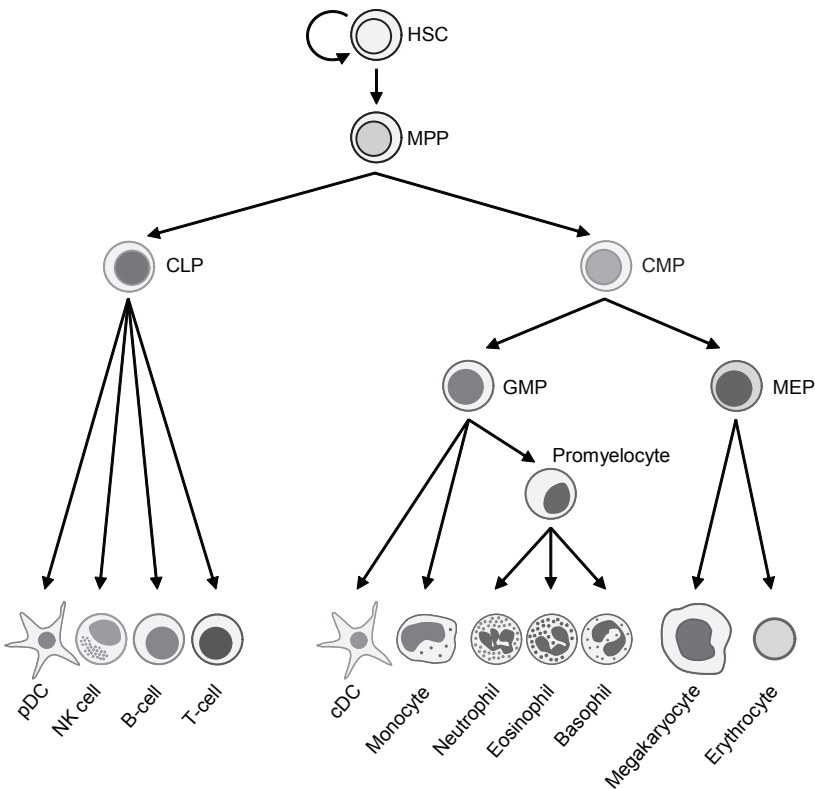 HSC
MPP
CLP
CMP
GMP
MEP
Promyelocyte
pDC
NK cell
B-cell
T-cell
cDC
Monocyte
Neutrophil
Eosinophil
Basophil
Megakaryocyte
Erythrocyte